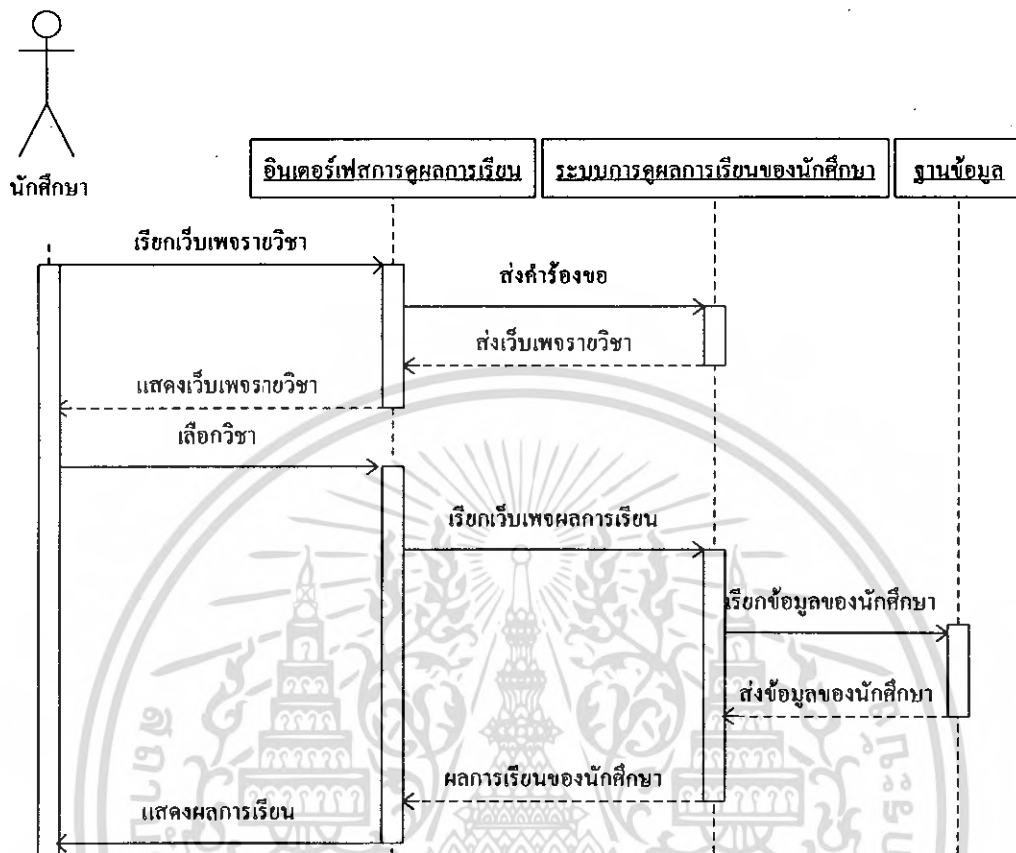 นักศึกษา
อินเตอร์เฟสการดูผลการเรียน
ระบบการดูผลการเรียนของนักศึกษา
ฐานข้อมูล
เรียกเว็บเพจรายวิชา
ส่งคำร้องขอ
ส่งเว็บเพจรายวิชา
แสดงเว็บเพจรายวิชา
เลือกวิชา
เรียกเว็บเพจผลการเรียน
เรียกข้อมูลของนักศึกษา
ส่งข้อมูลของนักศึกษา
ผลการเรียนของนักศึกษา
แสดงผลการเรียน